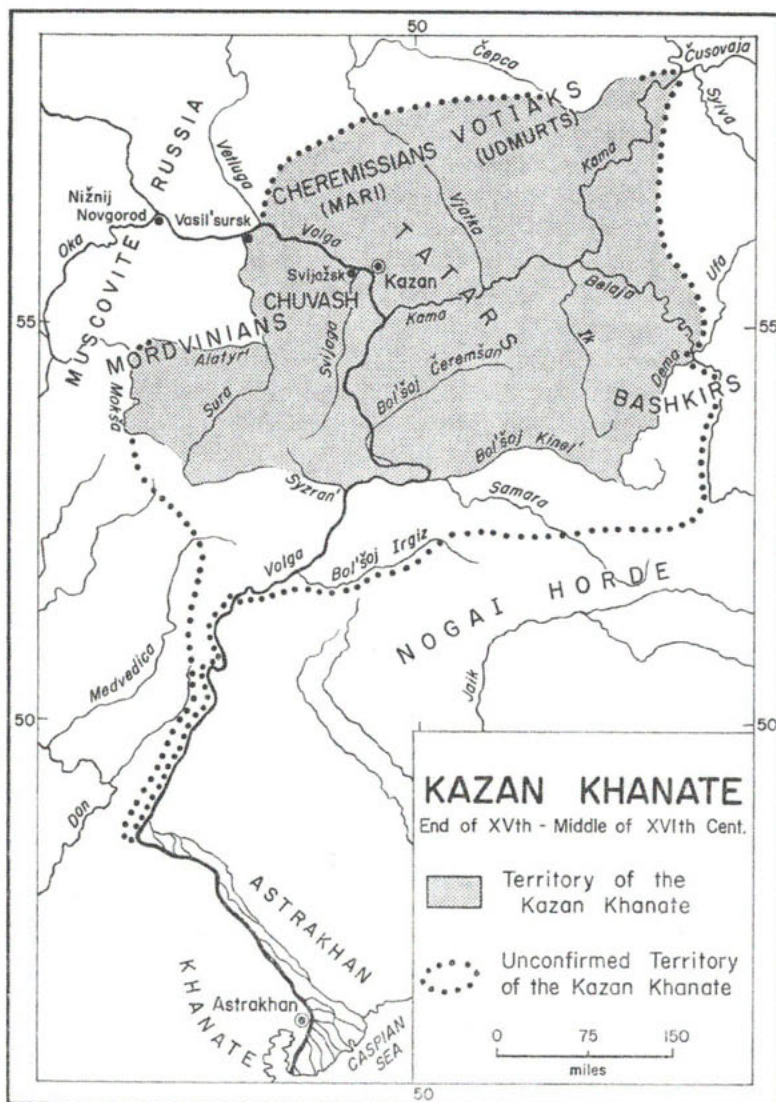 50
Čepca
Čusovaja
Sylva
RUSSIA
Vetluga
CHEREMISSIANS
(MARI)
VOTIAKS
(UDMURTS)
Kama
Vjatka
Nižnij
Novgorod
Vasil'sursk
Volga
Oka
MUSCOVITE
Svijažsk
Kazan
TATARS
Ufa
CHUVASH
Kama
Belaja
55
55
MORDVINIANS
Alatyr'
Svijaga
Ik
Dema
Mokša
Sura
Bol'šoj Čeremšan
BASHKIRS
Bol'šoj Kinel'
Syzran'
Samara
Volga
Bol'šoj Irgiz
NOGAI HORDE
Medvedica
Jaik
50
50
Don
KAZAN KHANATE
End of XVth - Middle of XVIth Cent.
Territory of the
Kazan Khanate
Unconfirmed Territory
of the Kazan Khanate
0 75 150
miles
ASTRAKHAN
KHANATE
Astrakhan
CASPIAN
SEA
50